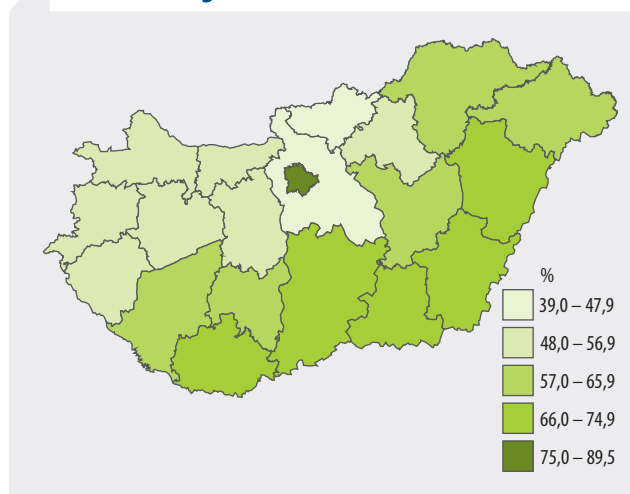 %
39,0 – 47,9
48,0 – 56,9
57,0 – 65,9
66,0 – 74,9
75,0 – 89,5